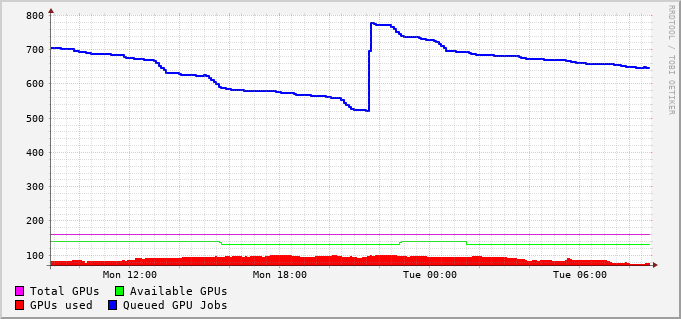 800
700
600
500
400
300
200
100
Mon 12:00 Mon 18:00 Tue 00:00 Tue 06:00
Total GPUs Available GPUs
GPUs used Queued GPU Jobs
RRDTOOL / TOBI OETIKER